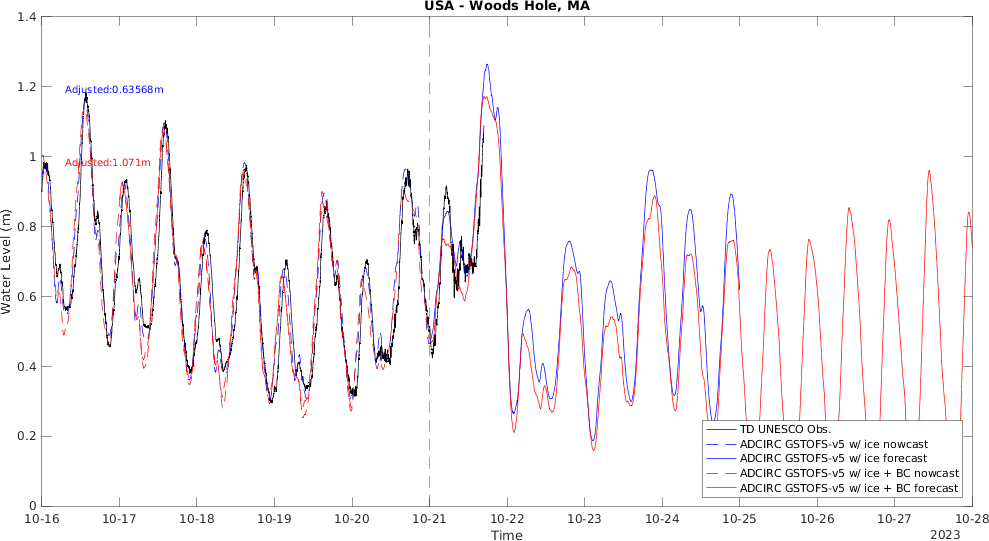 USA - Woods Hole, MA
1.4
1.2
1
0.8
0.6
0.4
0.2
0
Water Level (m)
Adjusted:0.63568m
Adjusted:1.071m
TD UNESCO Obs.
ADCIRC GSTOFS-v5 w/ ice nowcast
ADCIRC GSTOFS-v5 w/ ice forecast
ADCIRC GSTOFS-v5 w/ ice + BC nowcast
ADCIRC GSTOFS-v5 w/ ice + BC forecast
10-16 10-17 10-18 10-19 10-20 10-21 10-22 10-23 10-24 10-25 10-26 10-27 10-28
Time
2023